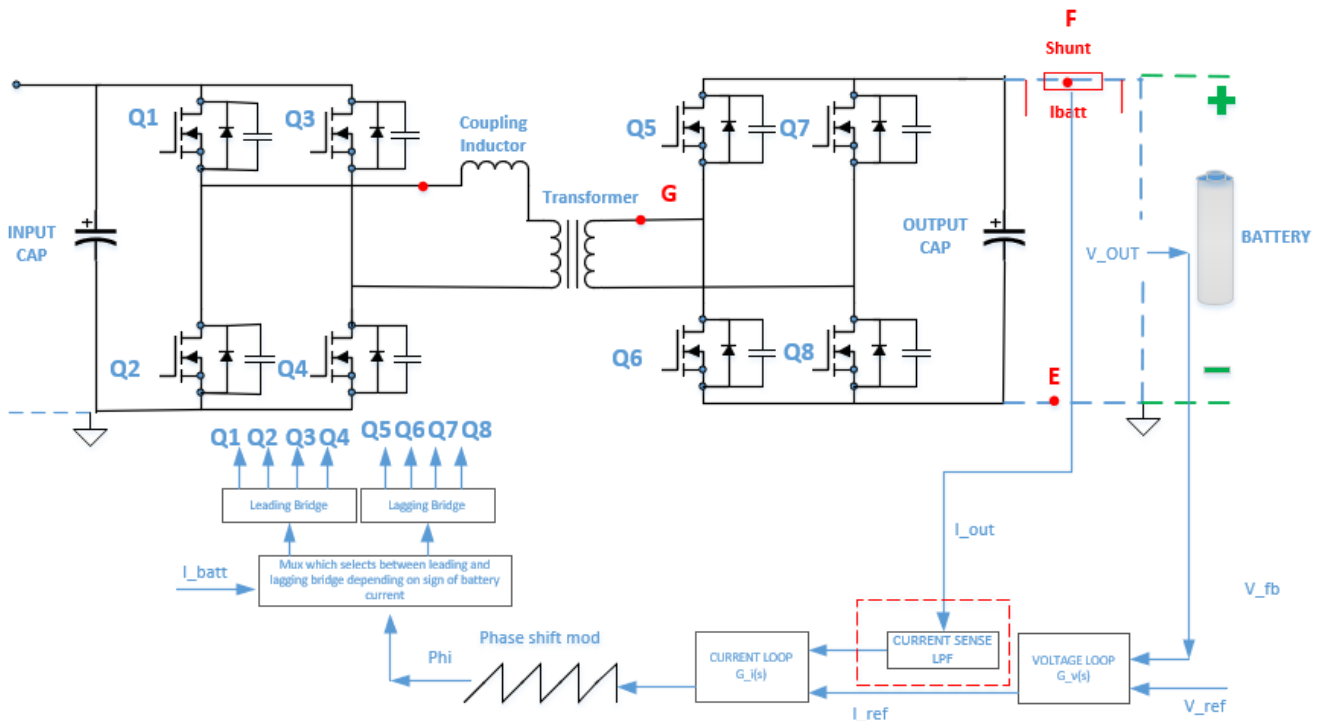 F
Shunt
Ibatt
+
Q1
Q3
Coupling
Inductor
Q5
Q7
Transformer
G
+
INPUT
CAP
OUTPUT
CAP
+
V_OUT
BATTERY
Q2
Q4
Q6
Q8
E
−
Q1 Q2 Q3 Q4
Q5 Q6 Q7 Q8
Leading Bridge
Lagging Bridge
I_out
I_batt
Mux which selects between leading and
lagging bridge depending on sign of battery
current
V_fb
Phase shift mod
Phi
CURRENT LOOP
G_i(s)
CURRENT SENSE
LPF
VOLTAGE LOOP
G_v(s)
I_ref
V_ref